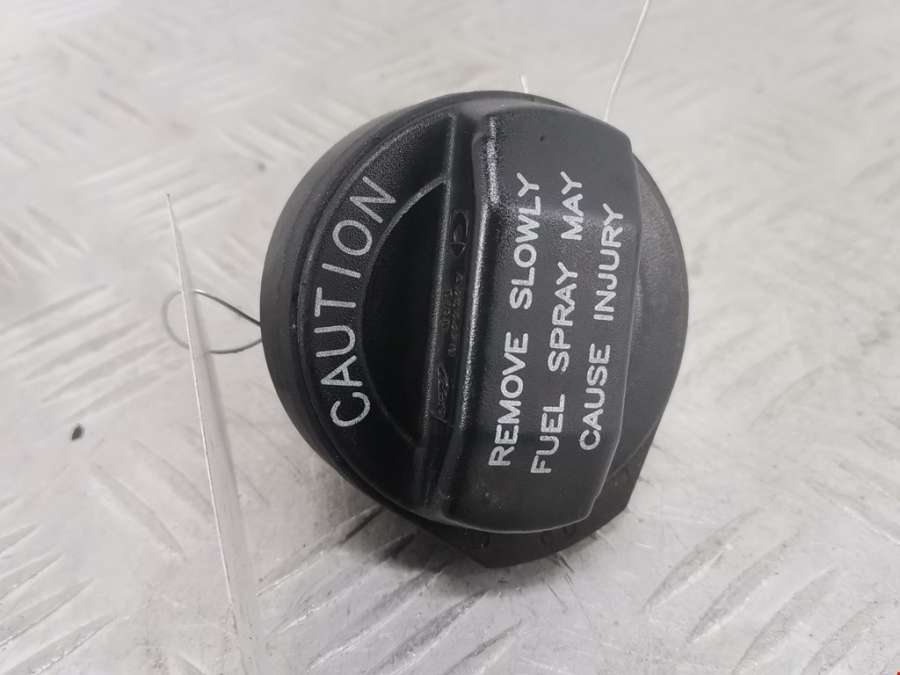 CAUTION
REMOVE SLOWLY
FUEL SPRAY MAY
CAUSE INJURY